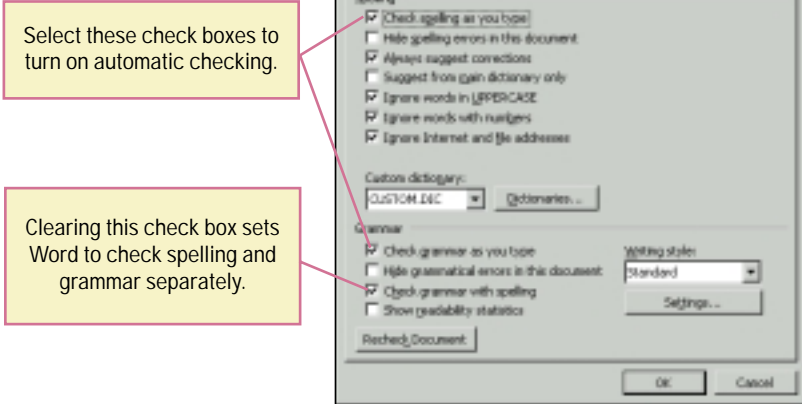 Select these check boxes to
turn on automatic checking.
Clearing this check box sets
Word to check spelling and
grammar separately.
Spelling
Check spelling as you type
Hide spelling errors in this document
Always suggest corrections
Suggest from main dictionary only
Ignore words in UPPERCASE
Ignore words with numbers
Ignore Internet and file addresses
Custom dictionary:
CUSTOM.DIC
Dictionaries...
Grammar
Check grammar as you type
Writing style:
Hide grammatical errors in this document
Standard
Check grammar with spelling
Settings...
Show readability statistics
Recheck Document
OK
Cancel